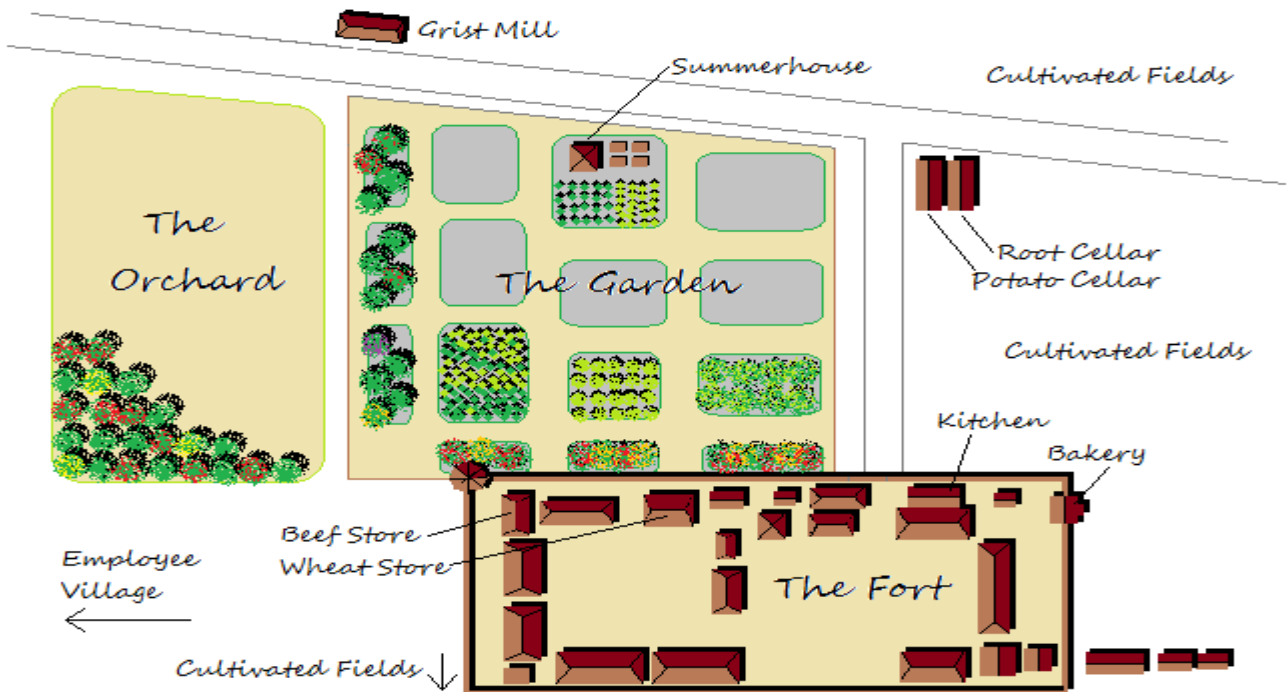 Grist Mill
Summerhouse
Cultivated Fields
The
Orchard
The Garden
Root Cellar
Potato Cellar
Cultivated Fields
Kitchen
Bakery
Beef Store
Wheat Store
The Fort
Employee
Village
Cultivated Fields